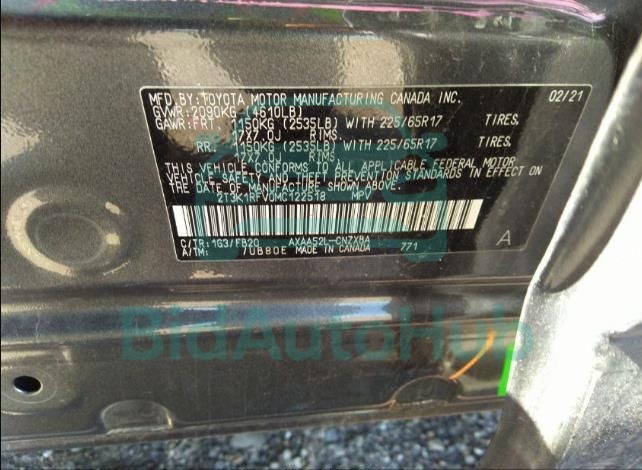 MFD.BY: TOYOTA MOTOR MANUFACTURING CANADA INC. 02/21
GVWR: 2090KG (4610LB)
GAWR: FRT. 1150KG (2535LB) WITH 225/65R17 TIRES,
17X7.0J RIMS,
RR. 1150KG (2535LB) WITH 225/65R17 TIRES,
17X7.0J RIMS,
THIS VEHICLE CONFORMS TO ALL APPLICABLE FEDERAL MOTOR
VEHICLE SAFETY AND THEFT PREVENTION STANDARDS IN EFFECT ON
THE DATE OF MANUFACTURE SHOWN ABOVE.
2T3K1RFV0MC122518 MPV
C/TR: 1G3/FB20 AXAA52L-CNZXBA 771
A/TM: /UB80E MADE IN CANADA
A
BidAutoHub